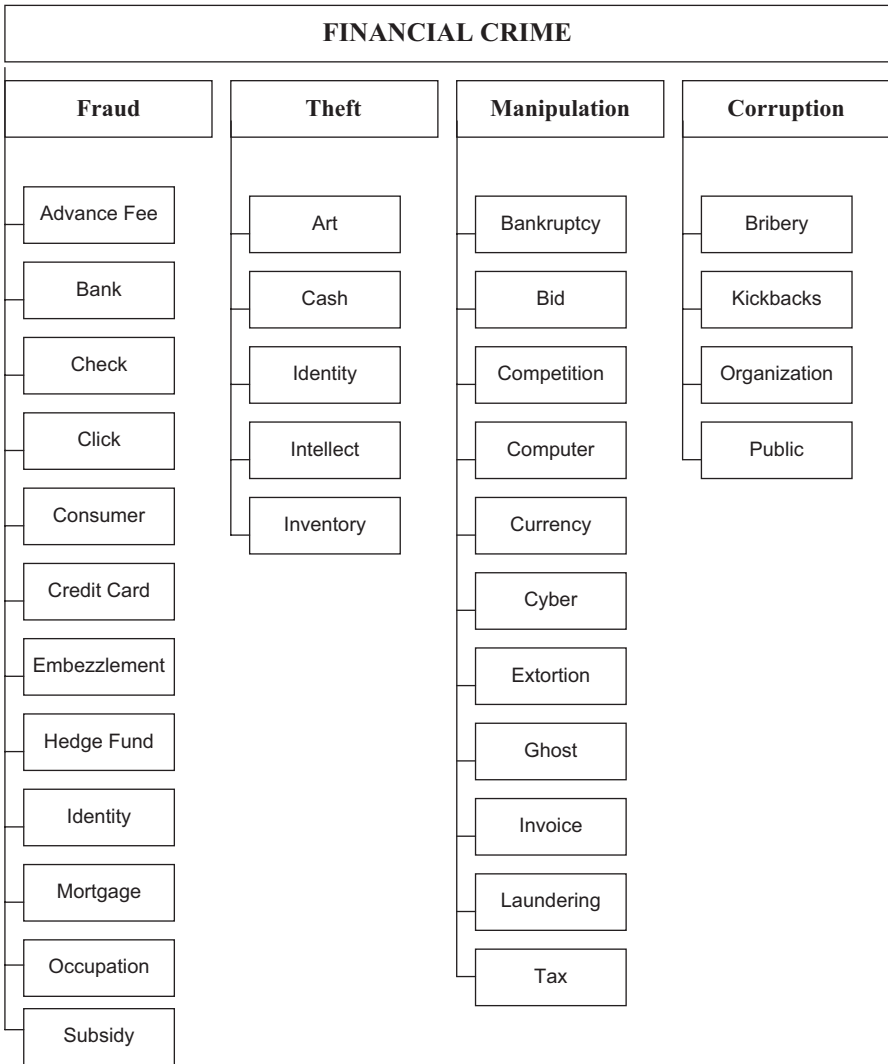 FINANCIAL CRIME
Fraud
Advance Fee
Bank
Check
Click
Consumer
Credit Card
Embezzlement
Hedge Fund
Identity
Mortgage
Occupation
Subsidy
Theft
Art
Cash
Identity
Intellect
Inventory
Manipulation
Bankruptcy
Bid
Competition
Computer
Currency
Cyber
Extortion
Ghost
Invoice
Laundering
Tax
Corruption
Bribery
Kickbacks
Organization
Public